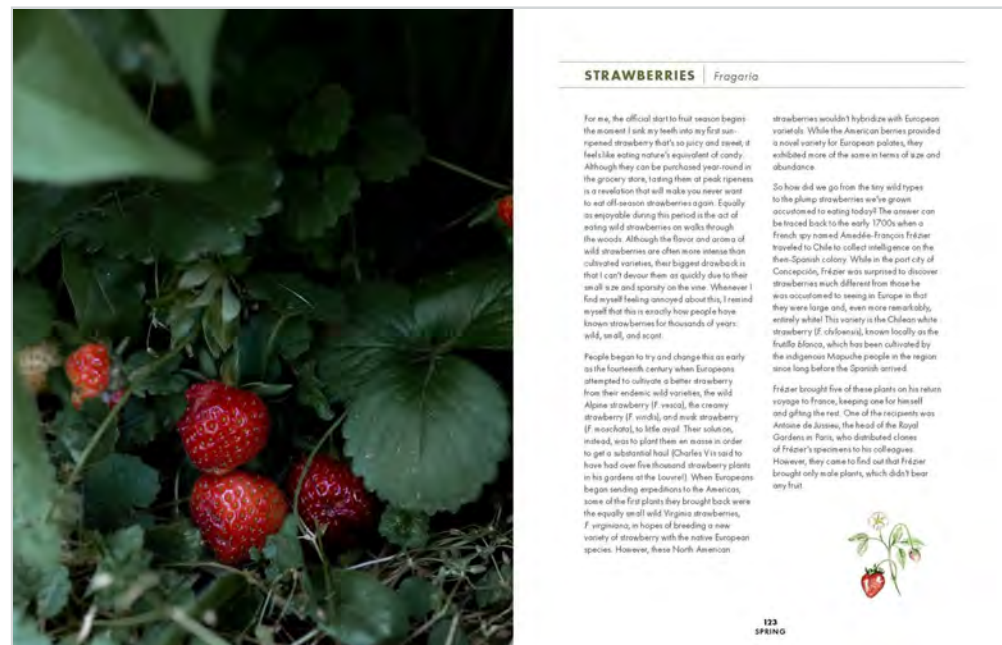 STRAWBERRIES | Fragaria
For me, the official start to fruit season begins
the moment I sink my teeth into my first sun-
ripened strawberry that's so juicy and sweet, it
feels like eating nature's equivalent of candy.
Although they can be purchased year-round in
the grocery store, tasting them at peak ripeness
is a revelation that will make you never want
to eat off-season strawberries again. Equally
as enjoyable during this period is the act of
eating wild strawberries on walks through
the woods. Although the flavor and aroma of
wild strawberries are often more intense than
cultivated varieties, their biggest drawback is
that I can't devour them as quickly due to their
small size and sparsity on the vine. Whenever I
find myself feeling annoyed about this, I remind
myself that this is exactly how people have
known strawberries for thousands of years:
wild, small, and scant.
People began to try and change this as early
as the fourteenth century when Europeans
attempted to cultivate a better strawberry
from their endemic wild varieties, the wild
Alpine strawberry (F. vesca), the creamy
strawberry (F. viridis), and musk strawberry
(F. moschata), to little avail. Their solution,
instead, was to plant them en masse in order
to get a substantial haul (Charles V is said to
have had over five thousand strawberry plants
in his gardens at the Louvre!). When Europeans
began sending expeditions to the Americas,
some of the first plants they brought back were
the equally small wild Virginia strawberries,
F. virginiana, in hopes of breeding a new
variety of strawberry with the native European
species. However, these North American
strawberries wouldn't hybridize with European
varietals. While the American berries provided
a novel variety for European palates, they
exhibited more of the same in terms of size and
abundance.
So how did we go from the tiny wild types
to the plump strawberries we've grown
accustomed to eating today? The answer can
be traced back to the early 1700s when a
French spy named Amedée-François Frézier
traveled to Chile to collect intelligence on the
then-Spanish colony. While in the port city of
Concepción, Frézier was surprised to discover
strawberries much different from those he
was accustomed to seeing in Europe in that
they were large and, even more remarkably,
entirely white! This variety is the Chilean white
strawberry (F. chiloensis), known locally as the
frutilla blanca, which has been cultivated by
the indigenous Mapuche people in the region
since long before the Spanish arrived.
Frézier brought five of these plants on his return
voyage to France, keeping one for himself
and gifting the rest. One of the recipients was
Antoine de Jussieu, the head of the Royal
Gardens in Paris, who distributed clones
of Frézier's specimens to his colleagues.
However, they came to find out that Frézier
brought only male plants, which didn't bear
any fruit.
123
SPRING